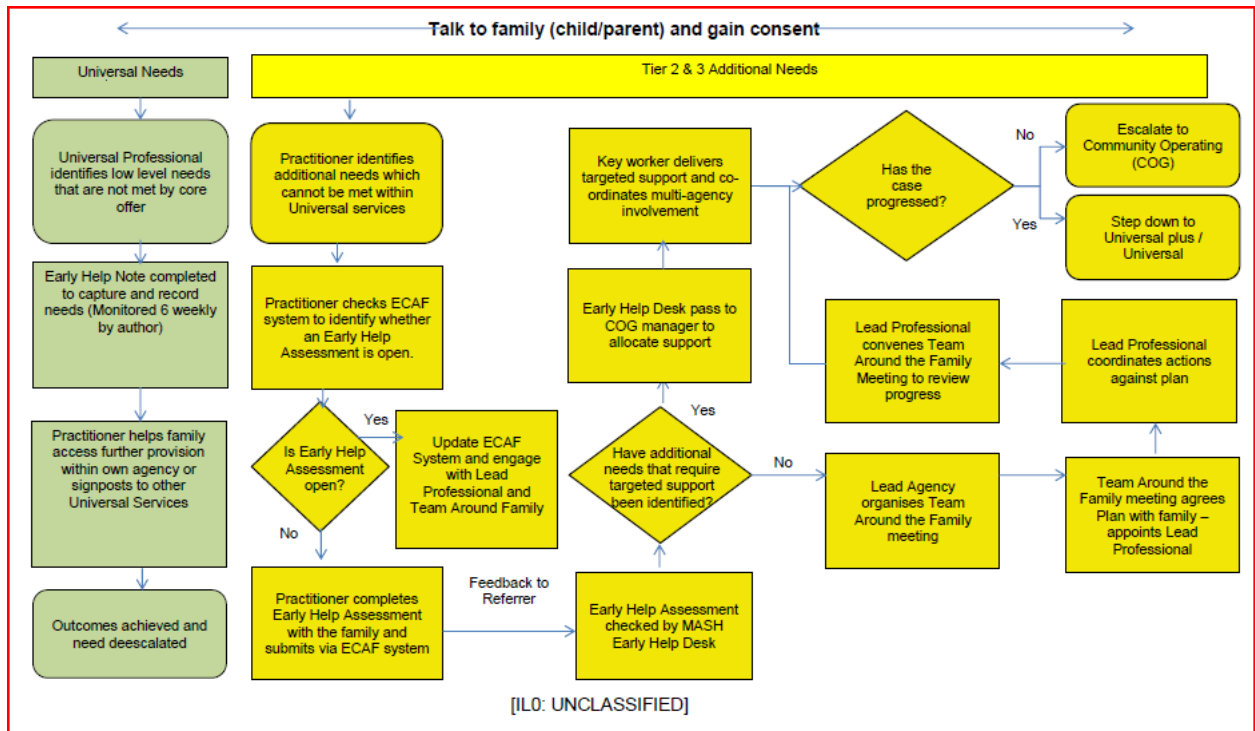 Talk to family (child/parent) and gain consent
Universal Needs
Tier 2 & 3 Additional Needs
Universal Professional
identifies low level needs
that are not met by core
offer
Early Help Note completed
to capture and record
needs (Monitored 6 weekly
by author)
Practitioner helps family
access further provision
within own agency or
signposts to other
Universal Services
Outcomes achieved and
need deescalated
Practitioner identifies
additional needs which
cannot be met within
Universal services
Practitioner checks ECAF
system to identify whether
an Early Help
Assessment is open.
Is Early Help
Assessment
open?
Yes
Update ECAF
System and engage
with Lead
Professional and
Team Around Family
No
Practitioner completes
Early Help Assessment
with the family and
submits via ECAF system
Feedback to
Referrer
Early Help Assessment
checked by MASH
Early Help Desk
Have additional
needs that require
targeted support
been identified?
Yes
Early Help Desk pass to
COG manager to
allocate support
Key worker delivers
targeted support and co-
ordinates multi-agency
involvement
No
Lead Agency
organises Team
Around the Family
meeting
Team Around the
Family meeting agrees
Plan with family –
appoints Lead
Professional
Lead Professional
coordinates actions
against plan
Lead Professional
convenes Team
Around the Family
Meeting to review
progress
Has the
case
progressed?
No
Escalate to
Community Operating
(COG)
Yes
Step down to
Universal plus /
Universal
[IL0: UNCLASSIFIED]